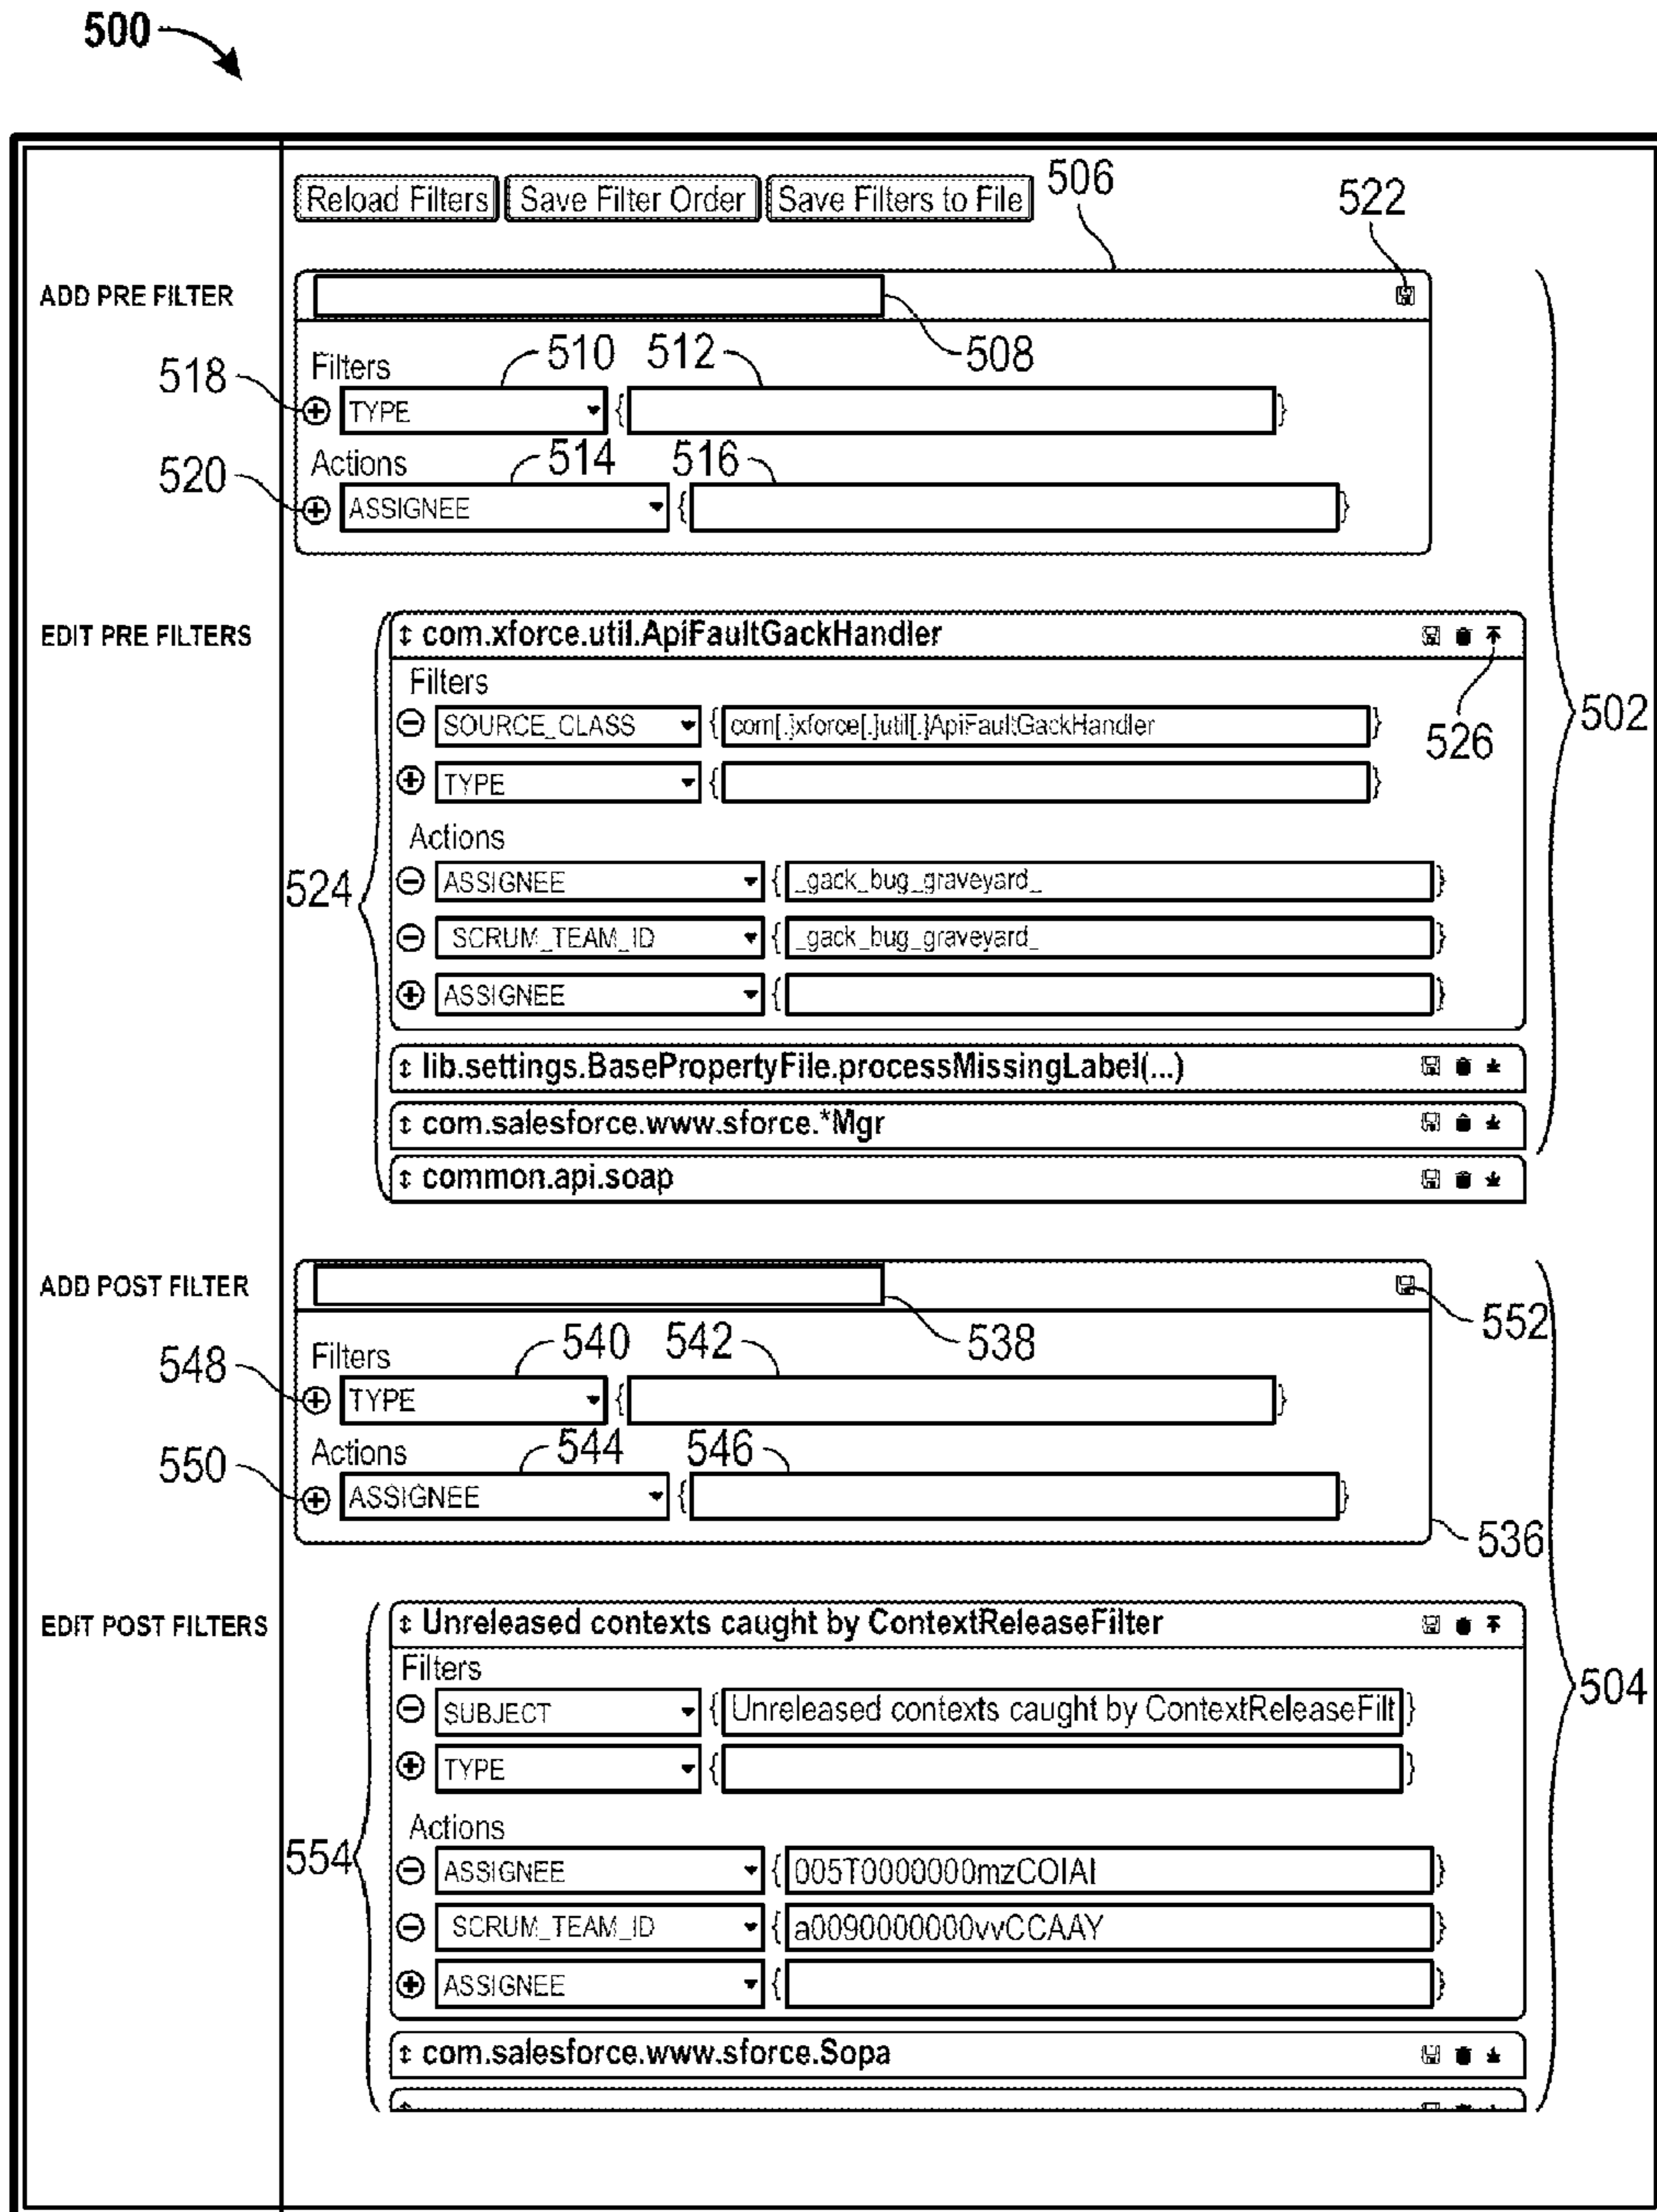 500
Reload Filters Save Filter Order Save Filters to File 506 522
ADD PRE FILTER
508
Filters 510 512
518 TYPE { }
Actions 514 516
520 ASSIGNEE { }
EDIT PRE FILTERS com.xforce.util.ApiFaultGackHandler
Filters
SOURCE_CLASS { com[.]xforce[.]util[.]ApiFaultGackHandler } 526 502
TYPE { }
Actions
524 ASSIGNEE { _gack_bug_graveyard_ }
SCRUM_TEAM_ID { _gack_bug_graveyard_ }
ASSIGNEE { }
lib.settings.BasePropertyFile.processMissingLabel(...)
com.salesforce.www.sforce.*Mgr
common.api.soap
ADD POST FILTER
552
Filters 540 542 538
548 TYPE { }
Actions 544 546
550 ASSIGNEE { }
536
EDIT POST FILTERS Unreleased contexts caught by ContextReleaseFilter
Filters
SUBJECT { Unreleased contexts caught by ContextReleaseFilt } 504
TYPE { }
Actions
554 ASSIGNEE { 005T0000000mzCOIAI }
SCRUM_TEAM_ID { a0090000000vvCCAAY }
ASSIGNEE { }
com.salesforce.www.sforce.Sopa